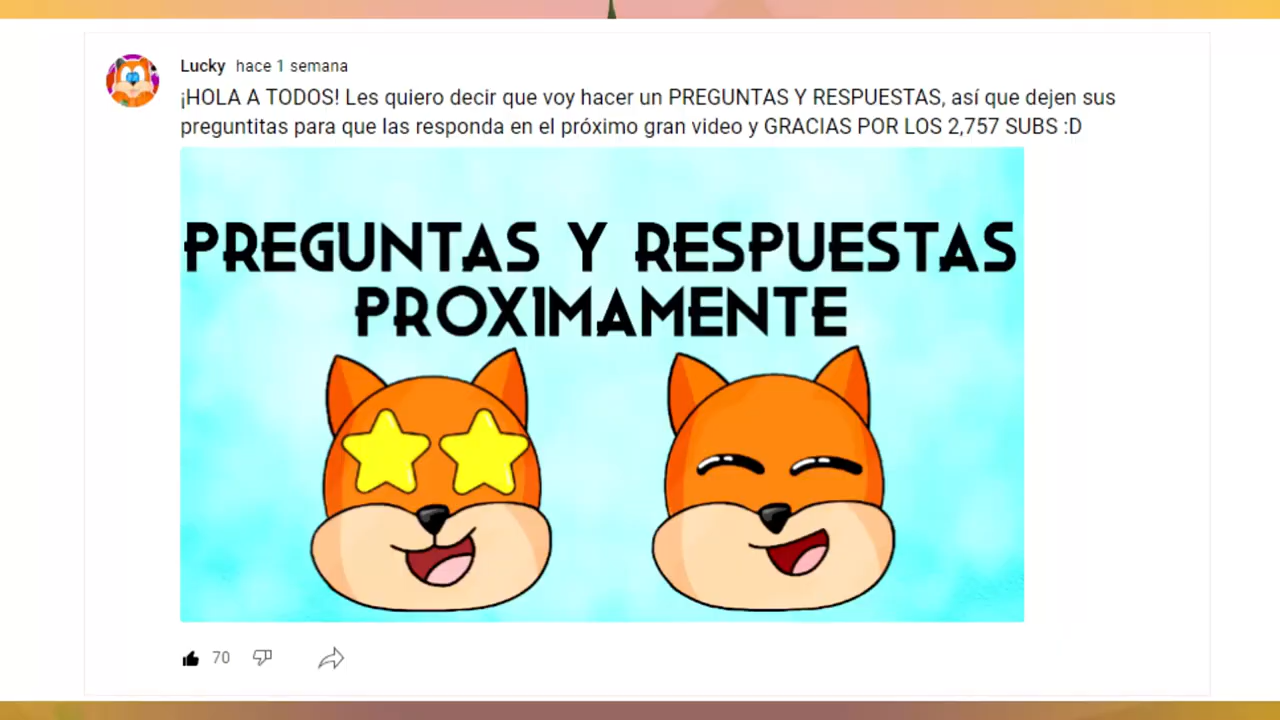 Lucky hace 1 semana
¡HOLA A TODOS! Les quiero decir que voy hacer un PREGUNTAS Y RESPUESTAS, así que dejen sus
preguntitas para que las responda en el próximo gran video y GRACIAS POR LOS 2,757 SUBS :D
PREGUNTAS Y RESPUESTAS
PROXIMAMENTE
70